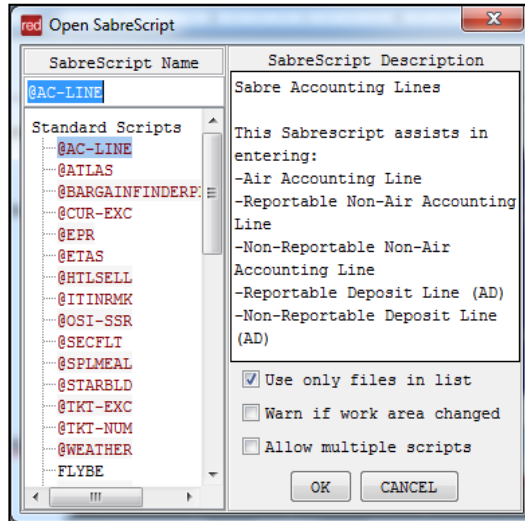 red Open SabreScript
SabreScript Name
@AC-LINE
Standard Scripts
@AC-LINE
@ATLAS
@BARGAINFINDERP
@CUR-EXC
@EPR
@ETAS
@HTLSELL
@ITINRMK
@OSI-SSR
@SECFLT
@SPLMEAL
@STARBLD
@TKT-EXC
@TKT-NUM
@WEATHER
FLYBE
SabreScript Description
Sabre Accounting Lines
This Sabrescript assists in
entering:
-Air Accounting Line
-Reportable Non-Air Accounting
Line
-Non-Reportable Non-Air
Accounting Line
-Reportable Deposit Line (AD)
-Non-Reportable Deposit Line
(AD)
Use only files in list
Warn if work area changed
Allow multiple scripts
OK CANCEL